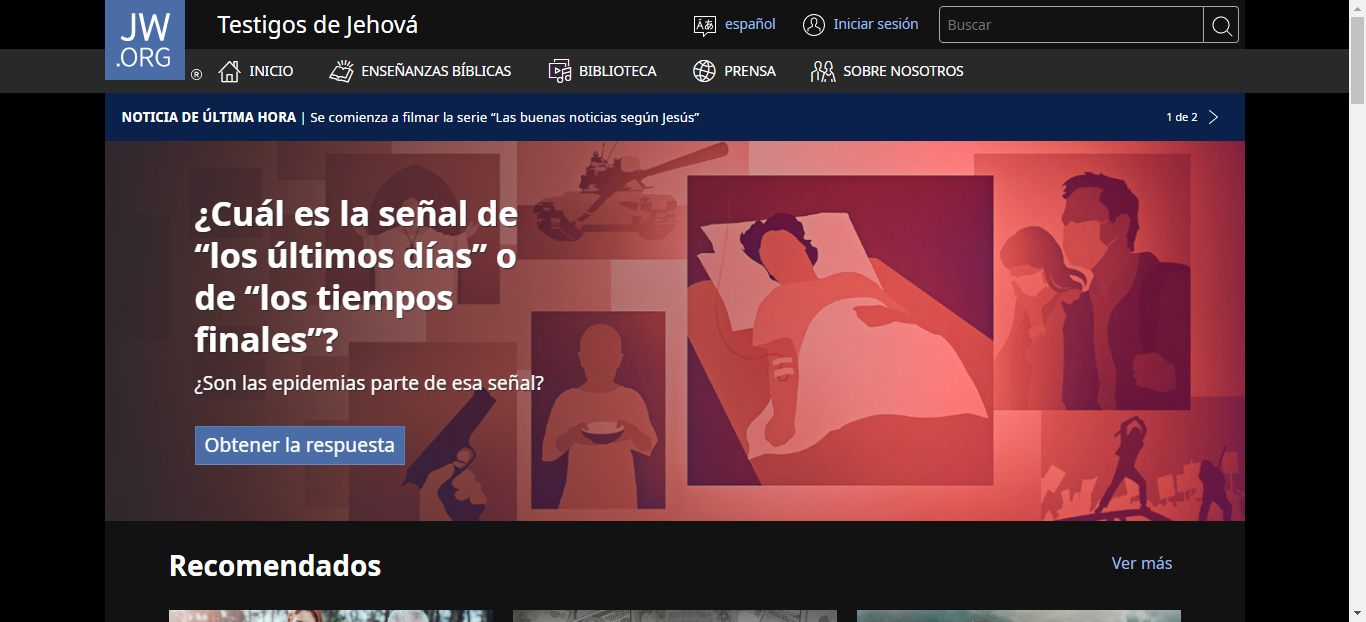 JW
.ORG
®
Testigos de Jehová
español
Iniciar sesión
Buscar
INICIO
ENSEÑANZAS BÍBLICAS
BIBLIOTECA
PRENSA
SOBRE NOSOTROS
NOTICIA DE ÚLTIMA HORA | Se comienza a filmar la serie “Las buenas noticias según Jesús”
1 de 2
¿Cuál es la señal de
“los últimos días” o
de “los tiempos
finales”?
¿Son las epidemias parte de esa señal?
Obtener la respuesta
Recomendados
Ver más